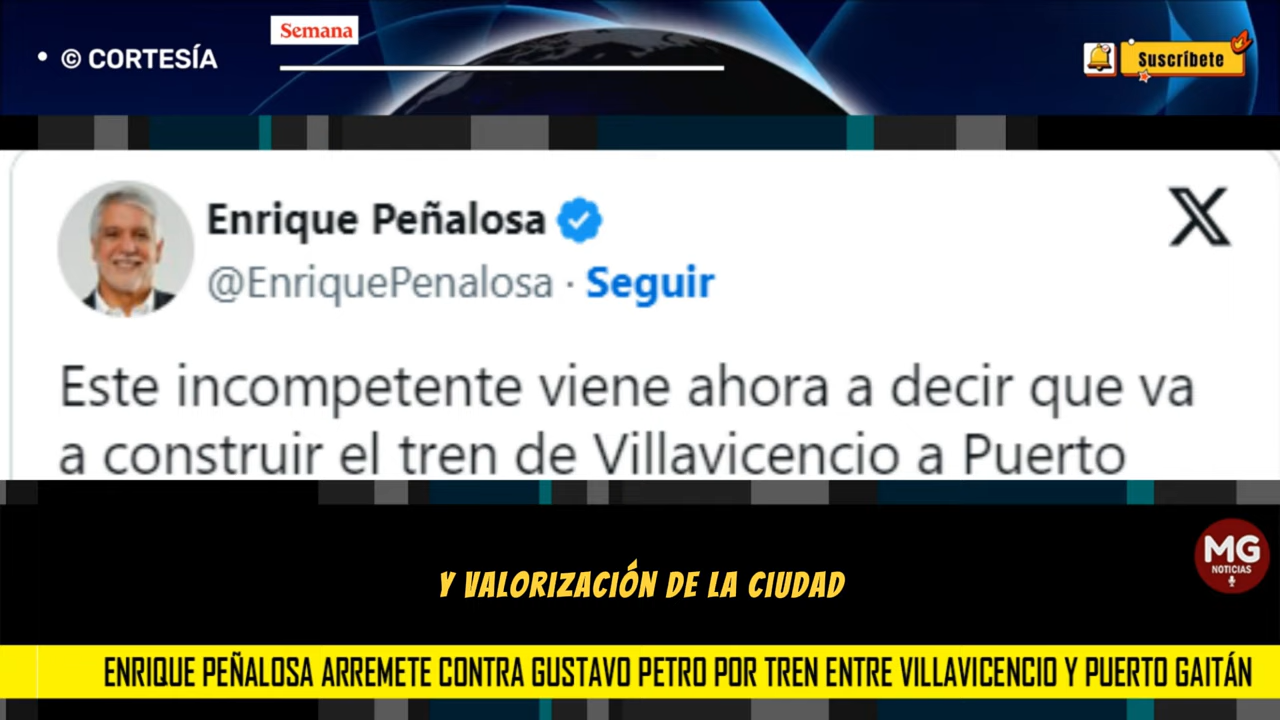 Semana
• © CORTESÍA
Suscríbete
Enrique Peñalosa
@EnriquePenalosa · Seguir
Este incompetente viene ahora a decir que va
a construir el tren de Villavicencio a Puerto
MG
NOTICIAS
Y VALORIZACIÓN DE LA CIUDAD
ENRIQUE PEÑALOSA ARREMETE CONTRA GUSTAVO PETRO POR TREN ENTRE VILLAVICENCIO Y PUERTO GAITÁN